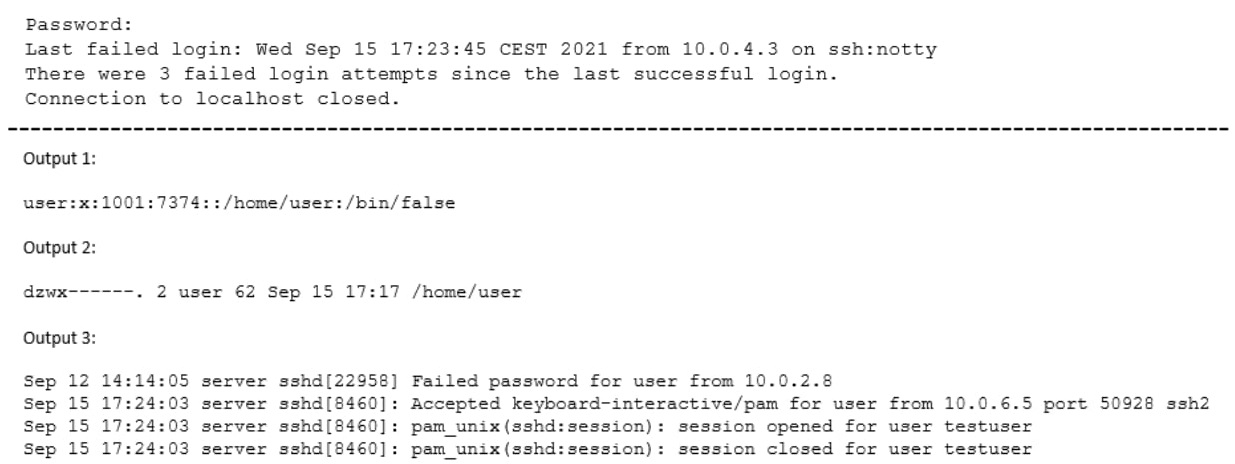 Password:
Last failed login: Wed Sep 15 17:23:45 CEST 2021 from 10.0.4.3 on ssh:notty
There were 3 failed login attempts since the last successful login.
Connection to localhost closed.
Output 1:
user:x:1001:7374::/home/user:/bin/false
Output 2:
dzwx------. 2 user 62 Sep 15 17:17 /home/user
Output 3:
Sep 12 14:14:05 server sshd[22958] Failed password for user from 10.0.2.8
Sep 15 17:24:03 server sshd[8460]: Accepted keyboard-interactive/pam for user from 10.0.6.5 port 50928 ssh2
Sep 15 17:24:03 server sshd[8460]: pam_unix(sshd:session): session opened for user testuser
Sep 15 17:24:03 server sshd[8460]: pam_unix(sshd:session): session closed for user testuser